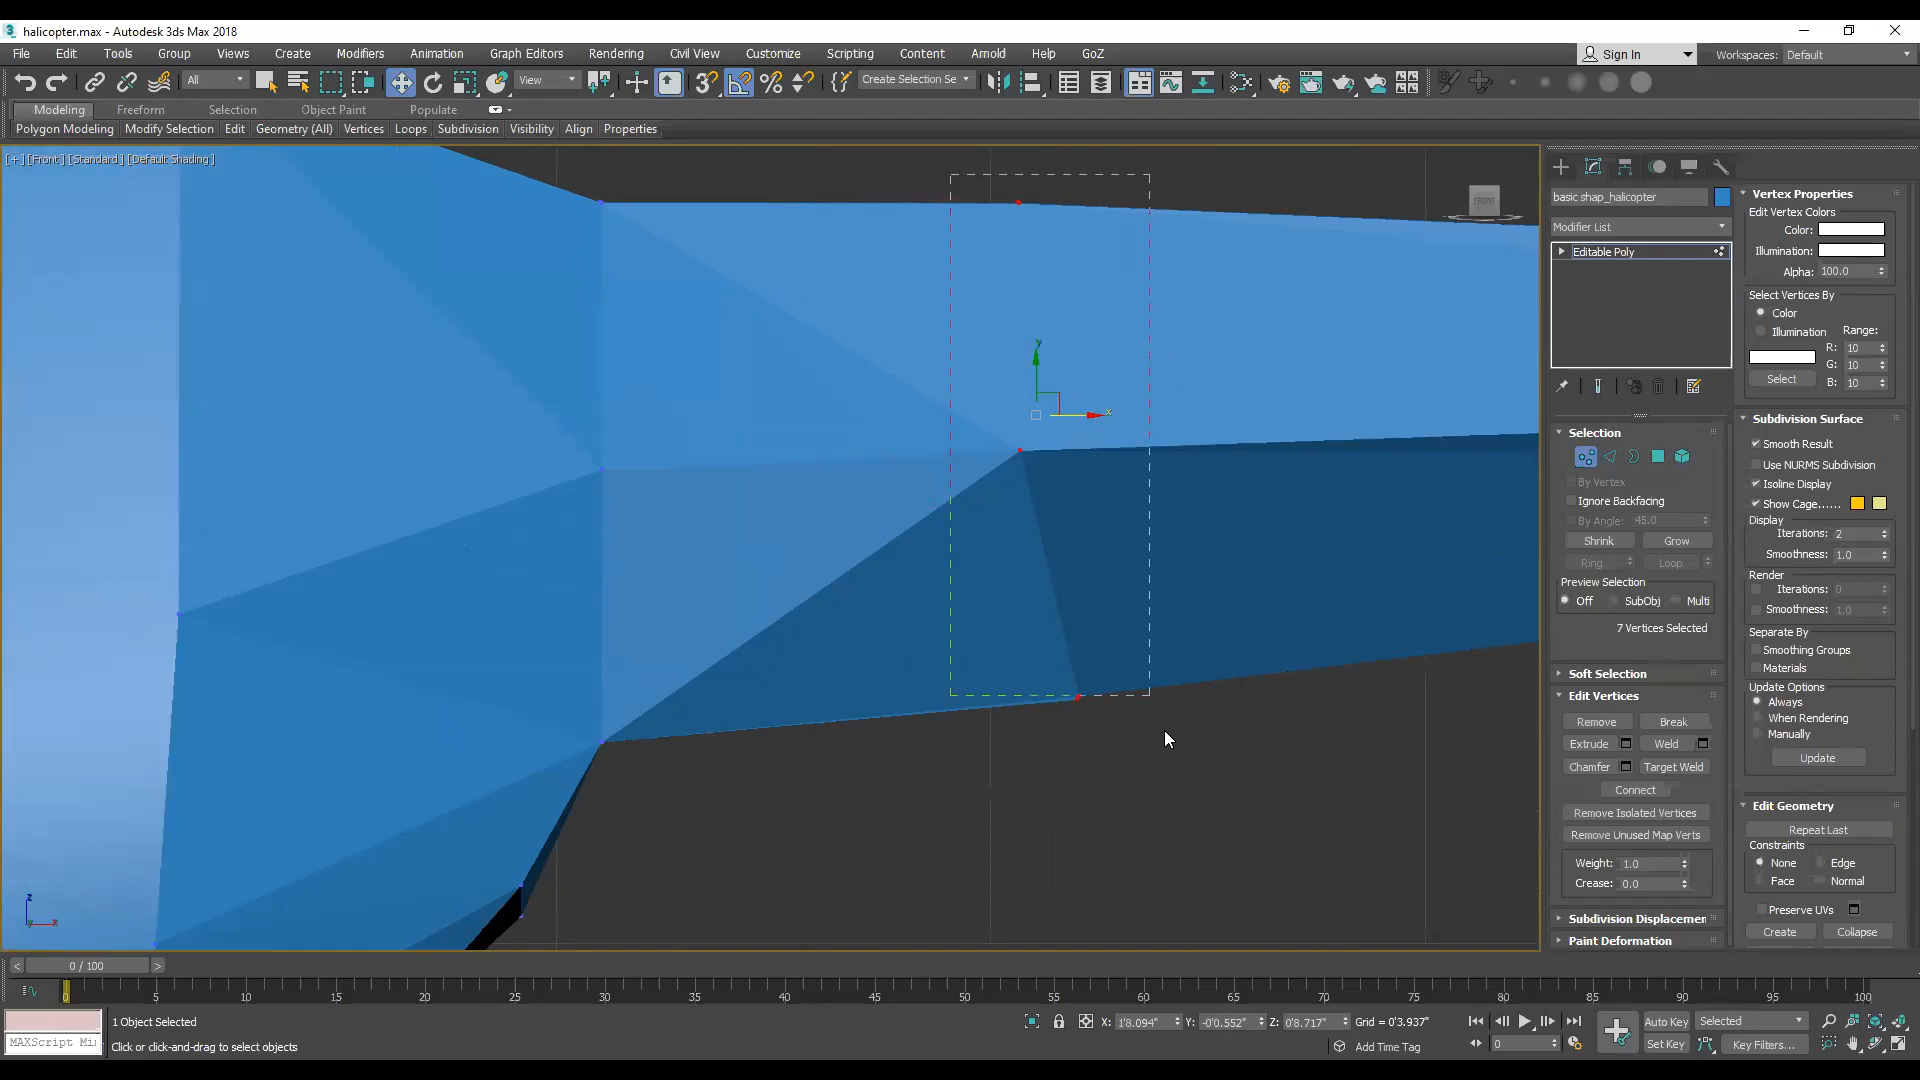 halicopter.max - Autodesk 3ds Max 2018
File Edit Tools Group Views Create Modifiers Animation Graph Editors Rendering Civil View Customize Scripting Content Arnold Help GoZ
Sign In Workspaces: Default
All View Create Selection Se
Modeling Freeform Selection Object Paint Populate
Polygon Modeling Modify Selection Edit Geometry (All) Vertices Loops Subdivision Visibility Align Properties
[ + ] [Front ] [Standard ] [Default Shading ]
FRONT
y
x
z
y x
basic shap_halicopter
Modifier List
Editable Poly
Selection
By Vertex
Ignore Backfacing
By Angle: 45.0
Shrink Grow
Ring Loop
Preview Selection
Off SubObj Multi
7 Vertices Selected
Soft Selection
Edit Vertices
Remove Break
Extrude Weld
Chamfer Target Weld
Connect
Remove Isolated Vertices
Remove Unused Map Verts
Weight: 1.0
Crease: 0.0
Subdivision Displacemen
Paint Deformation
Vertex Properties
Edit Vertex Colors
Color:
Illumination:
Alpha: 100.0
Select Vertices By
Color
Illumination Range:
R: 10
G: 10
B: 10
Select
Subdivision Surface
Smooth Result
Use NURMS Subdivision
Isoline Display
Show Cage......
Display
Iterations: 2
Smoothness: 1.0
Render
Iterations: 0
Smoothness: 1.0
Separate By
Smoothing Groups
Materials
Update Options
Always
When Rendering
Manually
Update
Edit Geometry
Repeat Last
Constraints
None Edge
Face Normal
Preserve UVs
Create Collapse
< 0 / 100 >
0 5 10 15 20 25 30 35 40 45 50 55 60 65 70 75 80 85 90 95 100
1 Object Selected
X: 1'8.094" Y: -0'0.552" Z: 0'8.717" Grid = 0'3.937"
Auto Key Selected
MAXScript Mi
Click or click-and-drag to select objects
Add Time Tag
0
Set Key Key Filters...